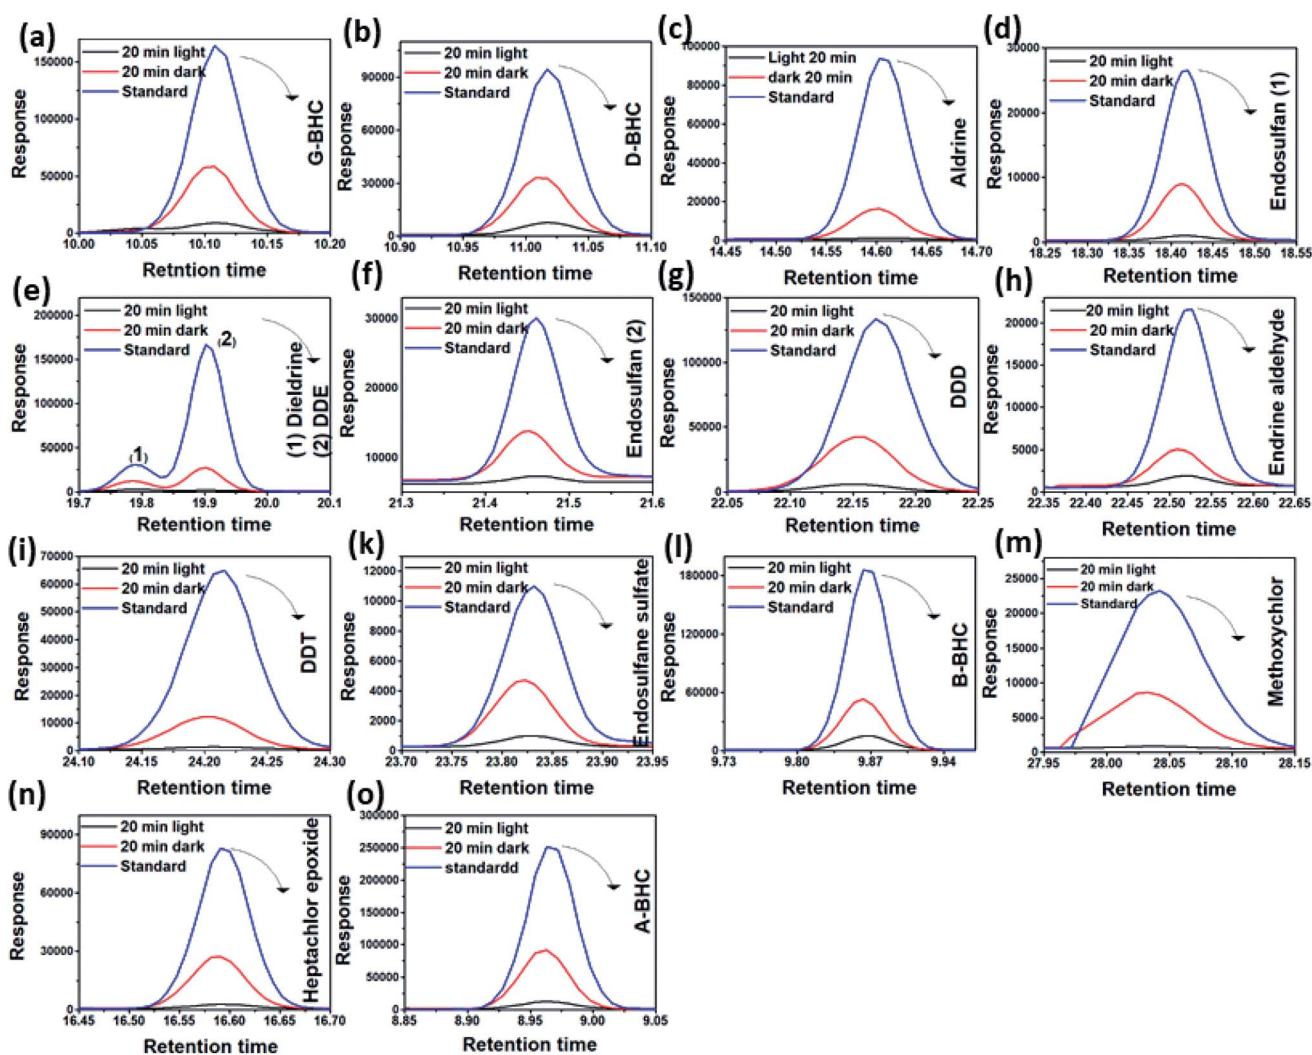 (a)
20 min light
20 min dark
Standard
150000
100000
50000
0
10.00
10.05
10.11
10.15
10.20
Response
Retntion time
G-BHC
(b)
20 min light
20 min dark
Standard
90000
60000
30000
0
10.90
10.95
11.00
11.05
11.10
Response
Retention time
D-BHC
(c)
Light 20 min
dark 20 min
Standard
100000
80000
60000
40000
20000
0
14.45
14.50
14.55
14.60
14.65
14.70
Response
Retention time
Aldrine
(d)
20 min light
20 min dark
Standard
30000
20000
10000
0
18.25
18.30
18.35
18.40
18.45
18.50
18.55
Response
Retention time
Endosulfan (1)
(e)
20 min light
20 min dark
Standard
200000
150000
100000
50000
0
19.7
19.8
19.9
20.0
20.1
(1)
(2)
Response
Retention time
(1) Dieldrine
(2) DDE
(f)
20 min light
20 min dark
Standard
30000
20000
10000
21.3
21.4
21.5
21.6
Response
Retention time
Endosulfan (2)
(g)
20 min light
20 min dark
Standard
150000
100000
50000
0
22.05
22.10
22.15
22.20
22.25
Response
Retention time
DDD
(h)
20 min light
20 min dark
Standard
20000
15000
10000
5000
0
22.35
22.40
22.45
22.50
22.55
22.60
22.65
Response
Retention time
Endrine aldehyde
(i)
20 min light
20 min dark
Standard
70000
60000
50000
40000
30000
20000
10000
0
24.10
24.15
24.20
24.25
24.30
Response
Retention time
DDT
(k)
20 min light
20 min dark
Standard
12000
10000
8000
6000
4000
2000
0
23.70
23.75
23.80
23.85
23.90
23.95
Response
Retention time
Endosulfane sulfate
(l)
20 min light
20 min dark
Standard
180000
120000
60000
0
9.73
9.80
9.87
9.94
Response
Retention time
B-BHC
(m)
20 min light
20 min dark
Standard
25000
20000
15000
10000
5000
0
27.95
28.00
28.05
28.10
28.15
Response
Retention time
Methoxychlor
(n)
20 min light
20 min dark
Standard
90000
60000
30000
0
16.45
16.50
16.55
16.60
16.65
16.70
Response
Retention time
Heptachlor epoxide
(o)
20 min light
20 min dark
standardd
300000
250000
200000
150000
100000
50000
0
8.85
8.90
8.95
9.00
9.05
Response
Retention time
A-BHC